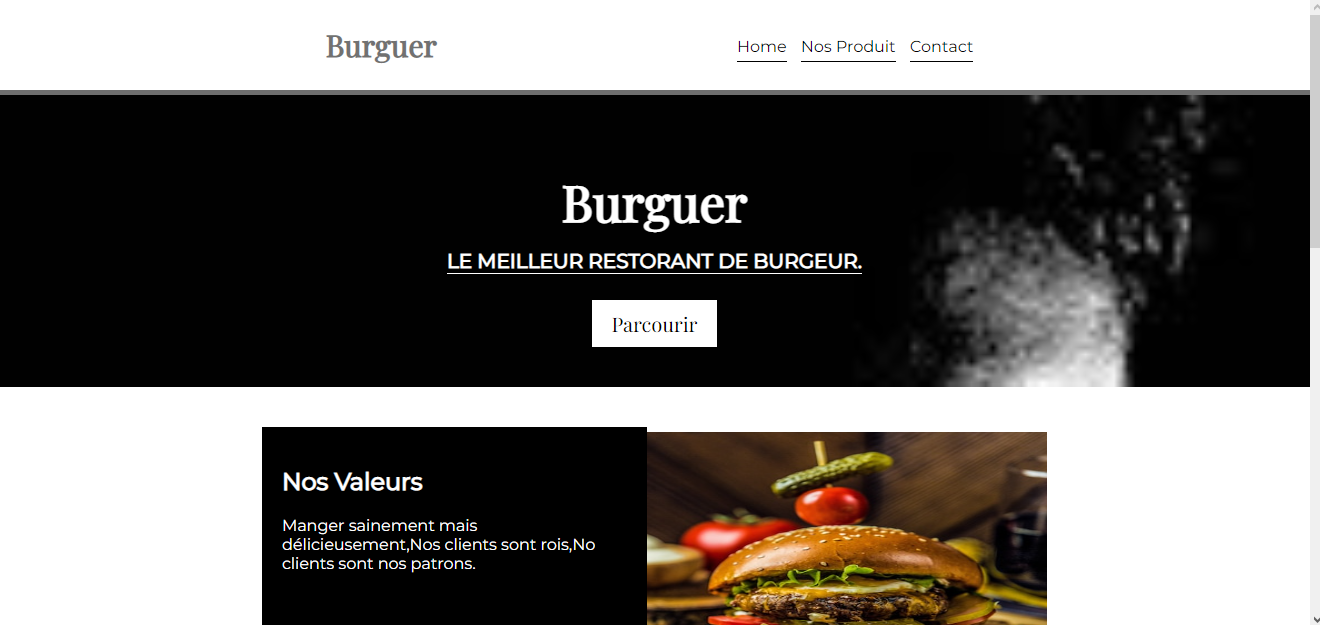 Burguer
Home Nos Produit Contact
Burguer
LE MEILLEUR RESTORANT DE BURGEUR.
Parcourir
Nos Valeurs
Manger sainement mais
délicieusement,Nos clients sont rois,No
clients sont nos patrons.